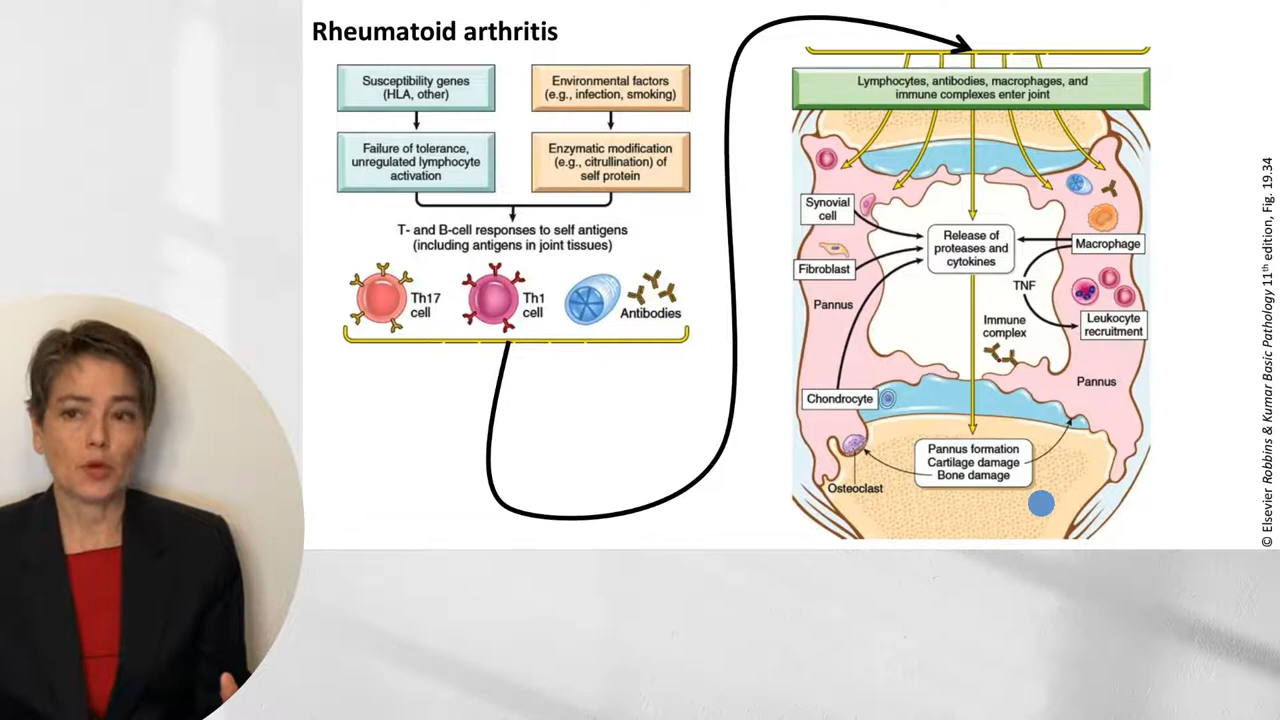 Rheumatoid arthritis
Susceptibility genes
(HLA, other)
Environmental factors
(e.g., infection, smoking)
Failure of tolerance,
unregulated lymphocyte
activation
Enzymatic modification
(e.g., citrullination) of
self protein
T- and B-cell responses to self antigens
(including antigens in joint tissues)
Th17
cell
Th1
cell
Antibodies
Lymphocytes, antibodies, macrophages, and
immune complexes enter joint
Synovial
cell
Release of
proteases and
cytokines
Macrophage
Fibroblast
TNF
Pannus
Immune
complex
Leukocyte
recruitment
Pannus
Chondrocyte
Pannus formation
Cartilage damage
Bone damage
Osteoclast
© Elsevier Robbins & Kumar Basic Pathology 11th edition, Fig. 19.34